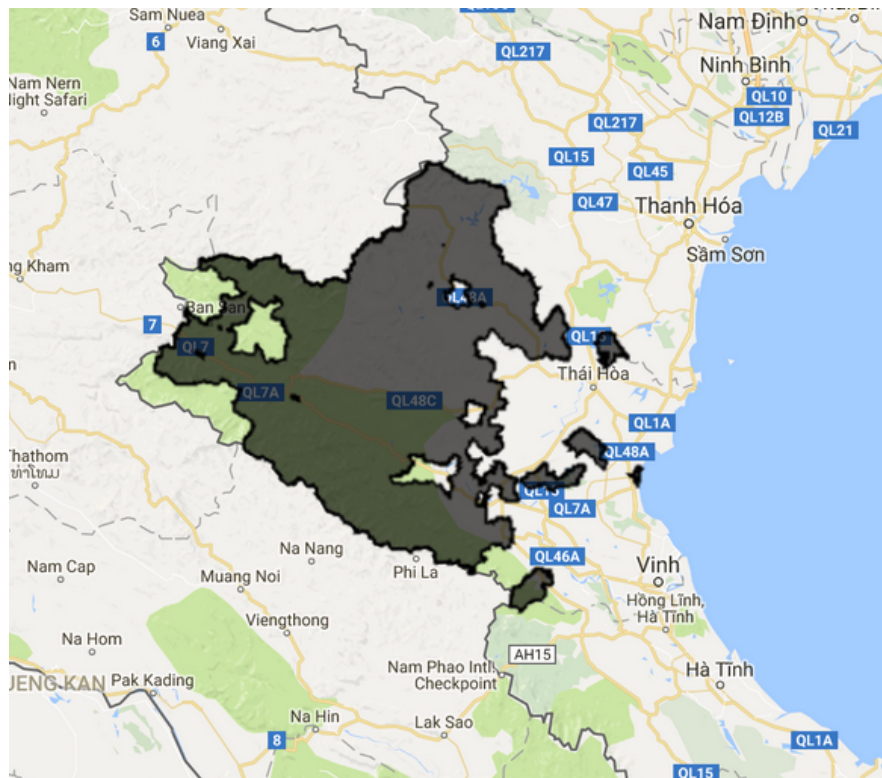 Sam Nuea
6
Viang Xai
Nam Định
QL217
Ninh Bình
Nam Nern
Night Safari
QL10
QL12B
QL217
QL21
QL15
QL45
QL47
Thanh Hóa
Sầm Sơn
ng Kham
Ban San
QL48A
7
QL7
QL15
Thái Hòa
QL7A
QL48C
QL1A
QL48A
Thathom
ທ່າໂທມ
QL15
QL7A
Na Nang
QL46A
Nam Cap
Phi La
Vinh
Muang Noi
Hồng Lĩnh,
Hà Tĩnh
Viengthong
Na Hom
AH15
UENG KAN
Pak Kading
Nam Phao Intl.
Checkpoint
Hà Tĩnh
Na Hin
Lak Sao
8
QL1A
QL15